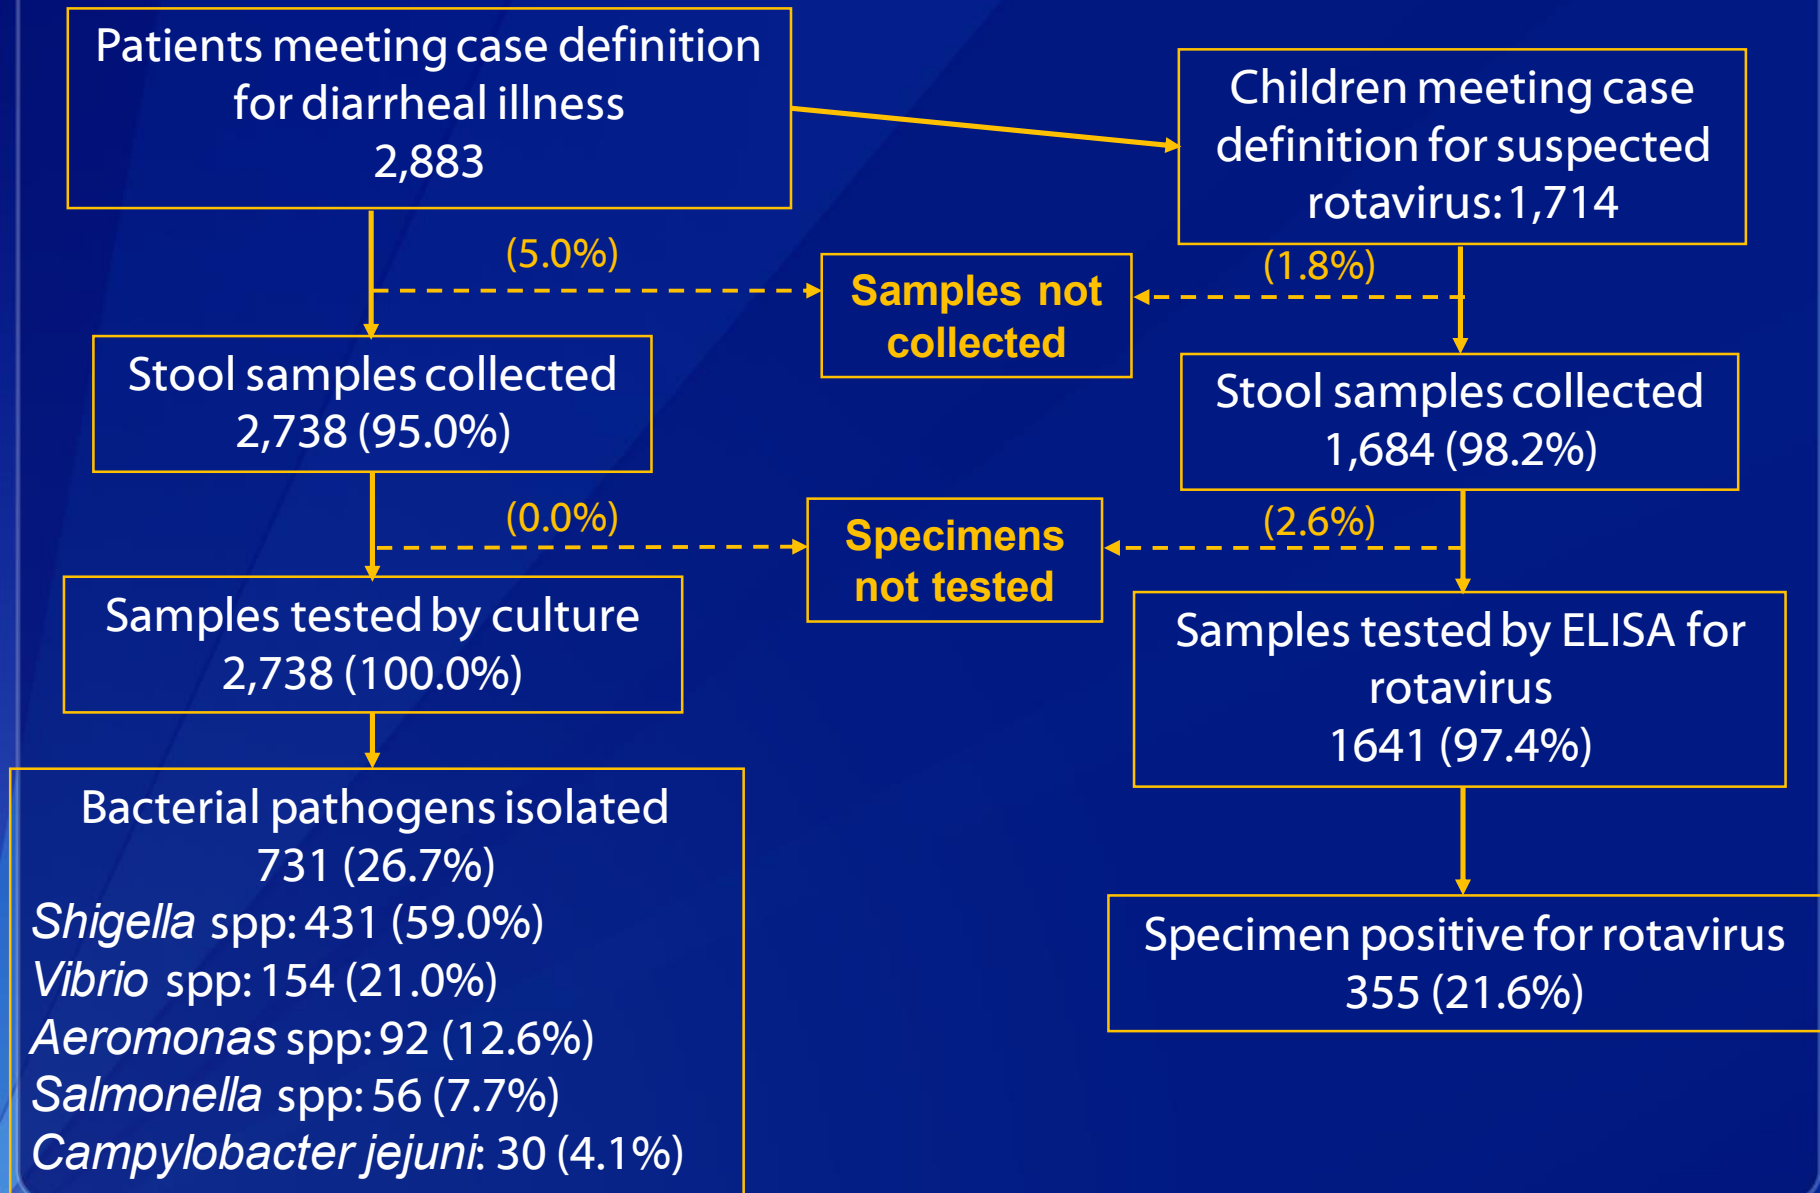 Patients meeting case definition
for diarrheal illness
2,883
Children meeting case
definition for suspected
rotavirus: 1,714
(5.0%)
Samples not
collected
(1.8%)
Stool samples collected
2,738 (95.0%)
Stool samples collected
1,684 (98.2%)
(0.0%)
Specimens
not tested
(2.6%)
Samples tested by culture
2,738 (100.0%)
Samples tested by ELISA for
rotavirus
1641 (97.4%)
Bacterial pathogens isolated
731 (26.7%)
Shigella spp: 431 (59.0%)
Vibrio spp: 154 (21.0%)
Aeromonas spp: 92 (12.6%)
Salmonella spp: 56 (7.7%)
Campylobacter jejuni: 30 (4.1%)
Specimen positive for rotavirus
355 (21.6%)